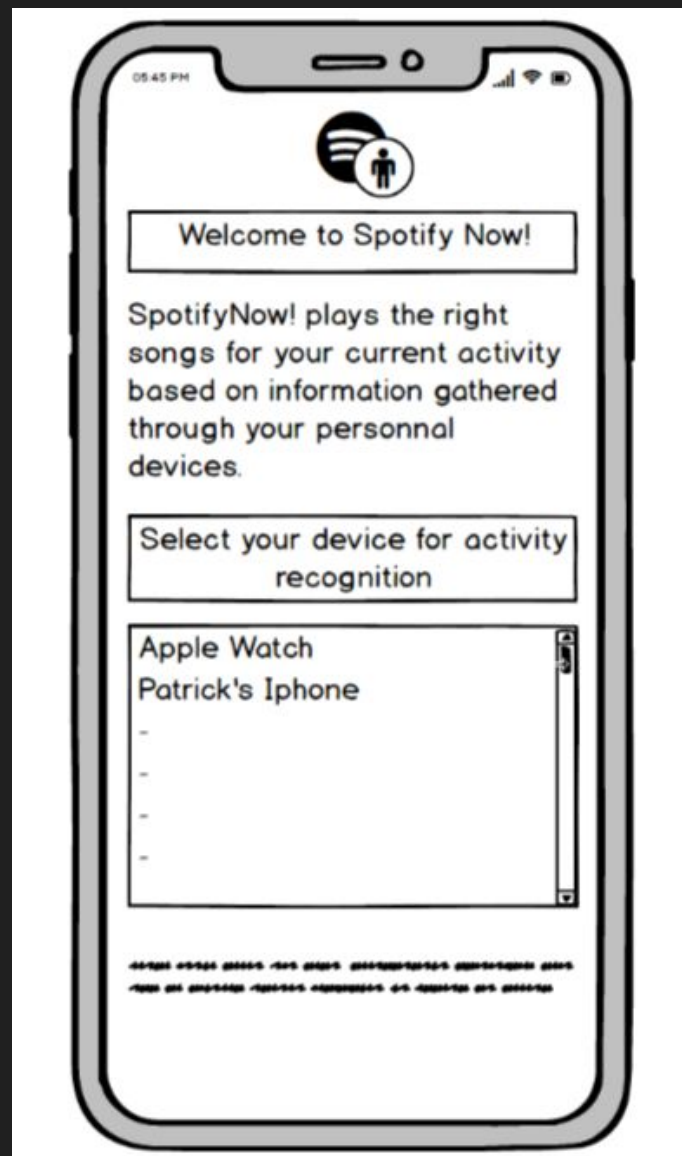 05:45 PM
Welcome to Spotify Now!
SpotifyNow! plays the right
songs for your current activity
based on information gathered
through your personnal
devices.
Select your device for activity
recognition
Apple Watch
Patrick's Iphone
-
-
-
-